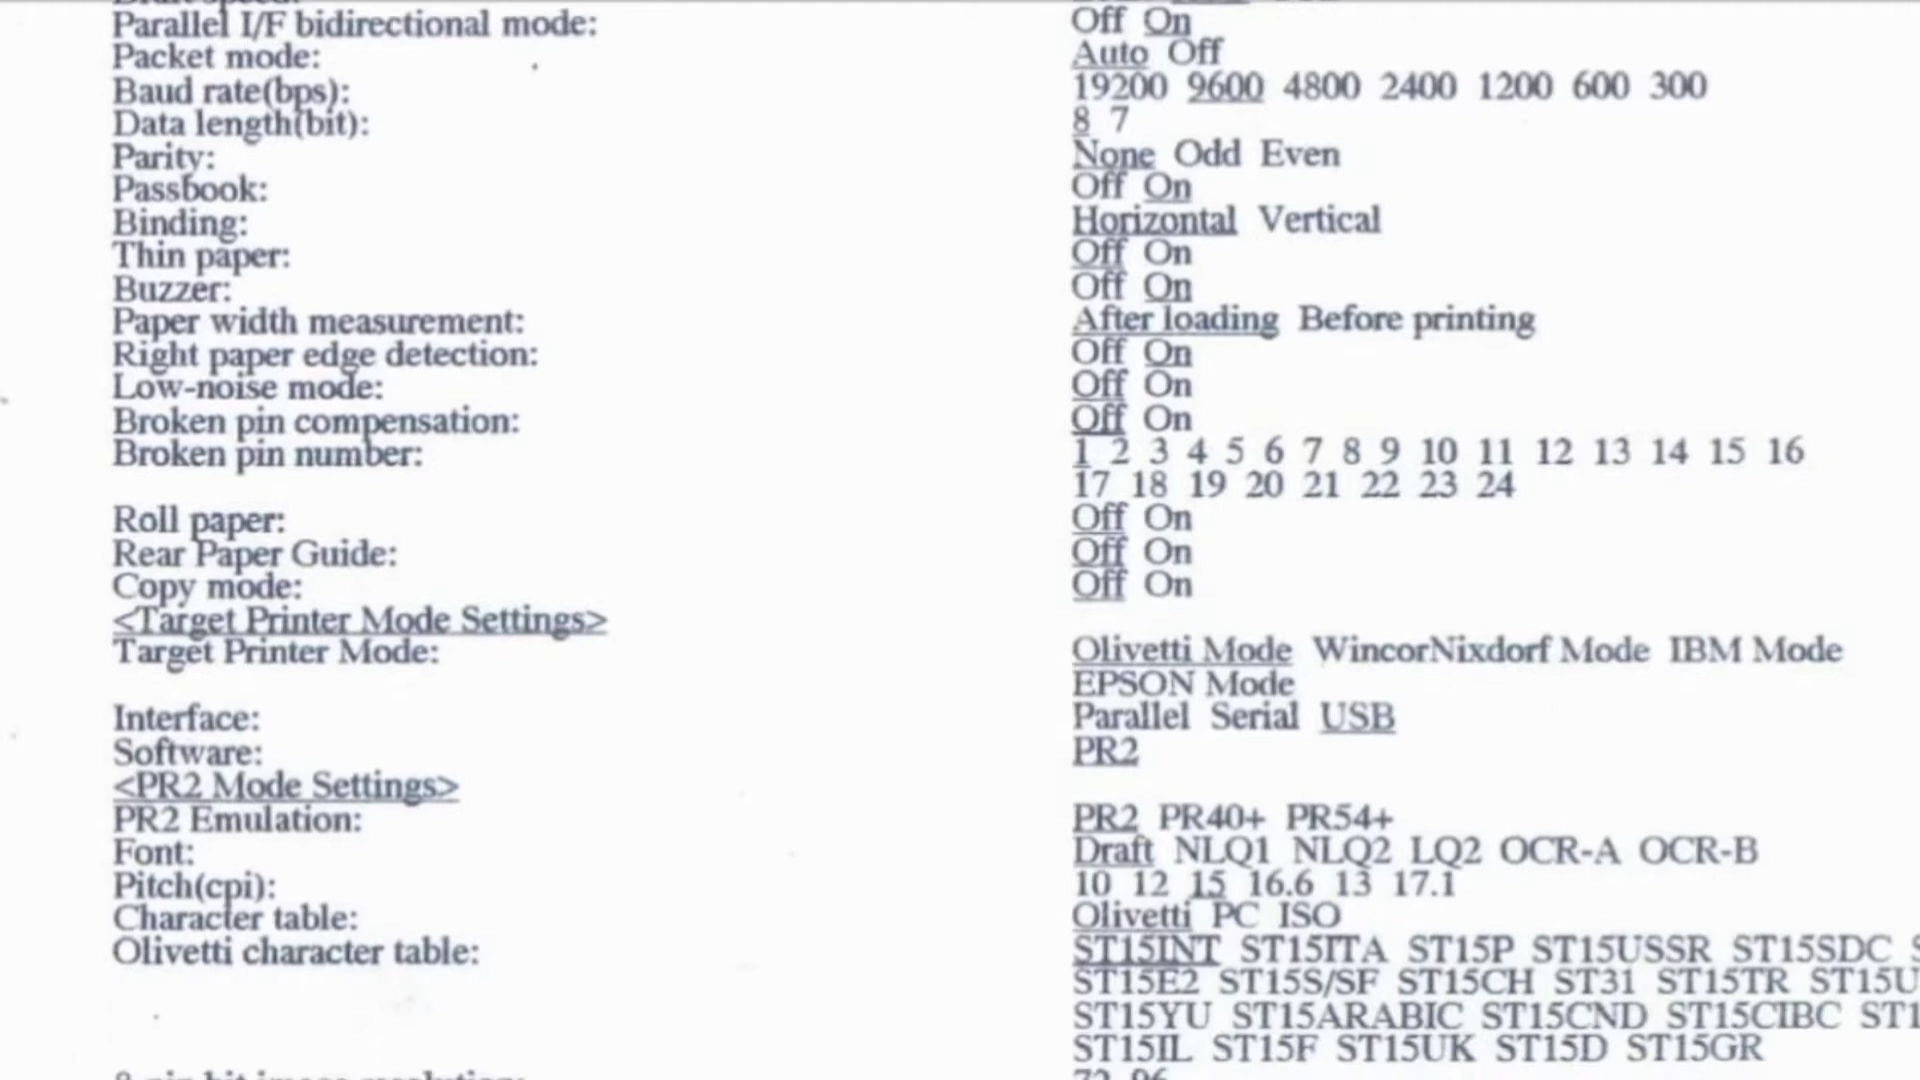 Parallel I/F bidirectional mode: Off On
Packet mode: Auto Off
Baud rate(bps): 19200 9600 4800 2400 1200 600 300
Data length(bit): 8 7
Parity: None Odd Even
Passbook: Off On
Binding: Horizontal Vertical
Thin paper: Off On
Buzzer: Off On
Paper width measurement: After loading Before printing
Right paper edge detection: Off On
Low-noise mode: Off On
Broken pin compensation: Off On
Broken pin number: 1 2 3 4 5 6 7 8 9 10 11 12 13 14 15 16
17 18 19 20 21 22 23 24
Roll paper: Off On
Rear Paper Guide: Off On
Copy mode: Off On
<Target Printer Mode Settings>
Target Printer Mode: Olivetti Mode WincorNixdorf Mode IBM Mode
EPSON Mode
Interface: Parallel Serial USB
Software: PR2
<PR2 Mode Settings>
PR2 Emulation: PR2 PR40+ PR54+
Font: Draft NLQ1 NLQ2 LQ2 OCR-A OCR-B
Pitch(cpi): 10 12 15 16.6 13 17.1
Character table: Olivetti PC ISO
Olivetti character table: ST15INT ST15ITA ST15P ST15USSR ST15SDC
ST15E2 ST15S/SF ST15CH ST31 ST15TR
ST15YU ST15ARABIC ST15CND ST15CIBC
ST15IL ST15F ST15UK ST15D ST15GR